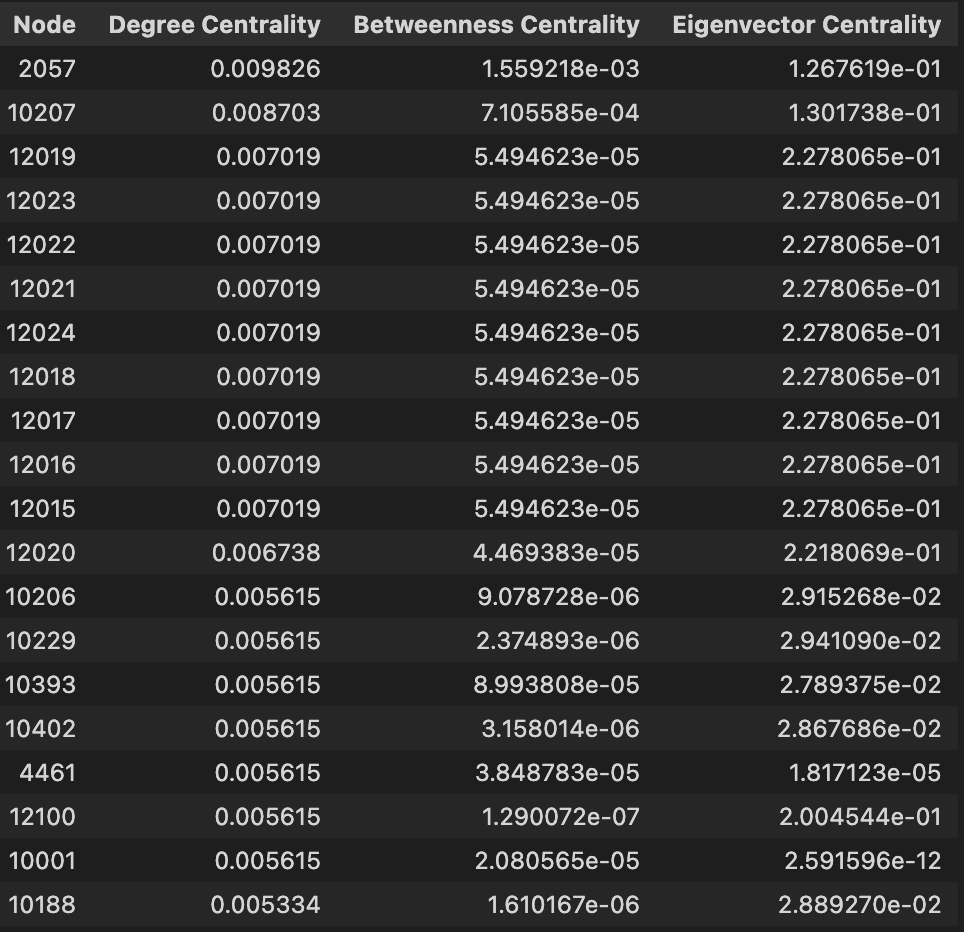 Node Degree Centrality Betweenness Centrality Eigenvector Centrality
2057 0.009826 1.559218e-03 1.267619e-01
10207 0.008703 7.105585e-04 1.301738e-01
12019 0.007019 5.494623e-05 2.278065e-01
12023 0.007019 5.494623e-05 2.278065e-01
12022 0.007019 5.494623e-05 2.278065e-01
12021 0.007019 5.494623e-05 2.278065e-01
12024 0.007019 5.494623e-05 2.278065e-01
12018 0.007019 5.494623e-05 2.278065e-01
12017 0.007019 5.494623e-05 2.278065e-01
12016 0.007019 5.494623e-05 2.278065e-01
12015 0.007019 5.494623e-05 2.278065e-01
12020 0.006738 4.469383e-05 2.218069e-01
10206 0.005615 9.078728e-06 2.915268e-02
10229 0.005615 2.374893e-06 2.941090e-02
10393 0.005615 8.993808e-05 2.789375e-02
10402 0.005615 3.158014e-06 2.867686e-02
4461 0.005615 3.848783e-05 1.817123e-05
12100 0.005615 1.290072e-07 2.004544e-01
10001 0.005615 2.080565e-05 2.591596e-12
10188 0.005334 1.610167e-06 2.889270e-02